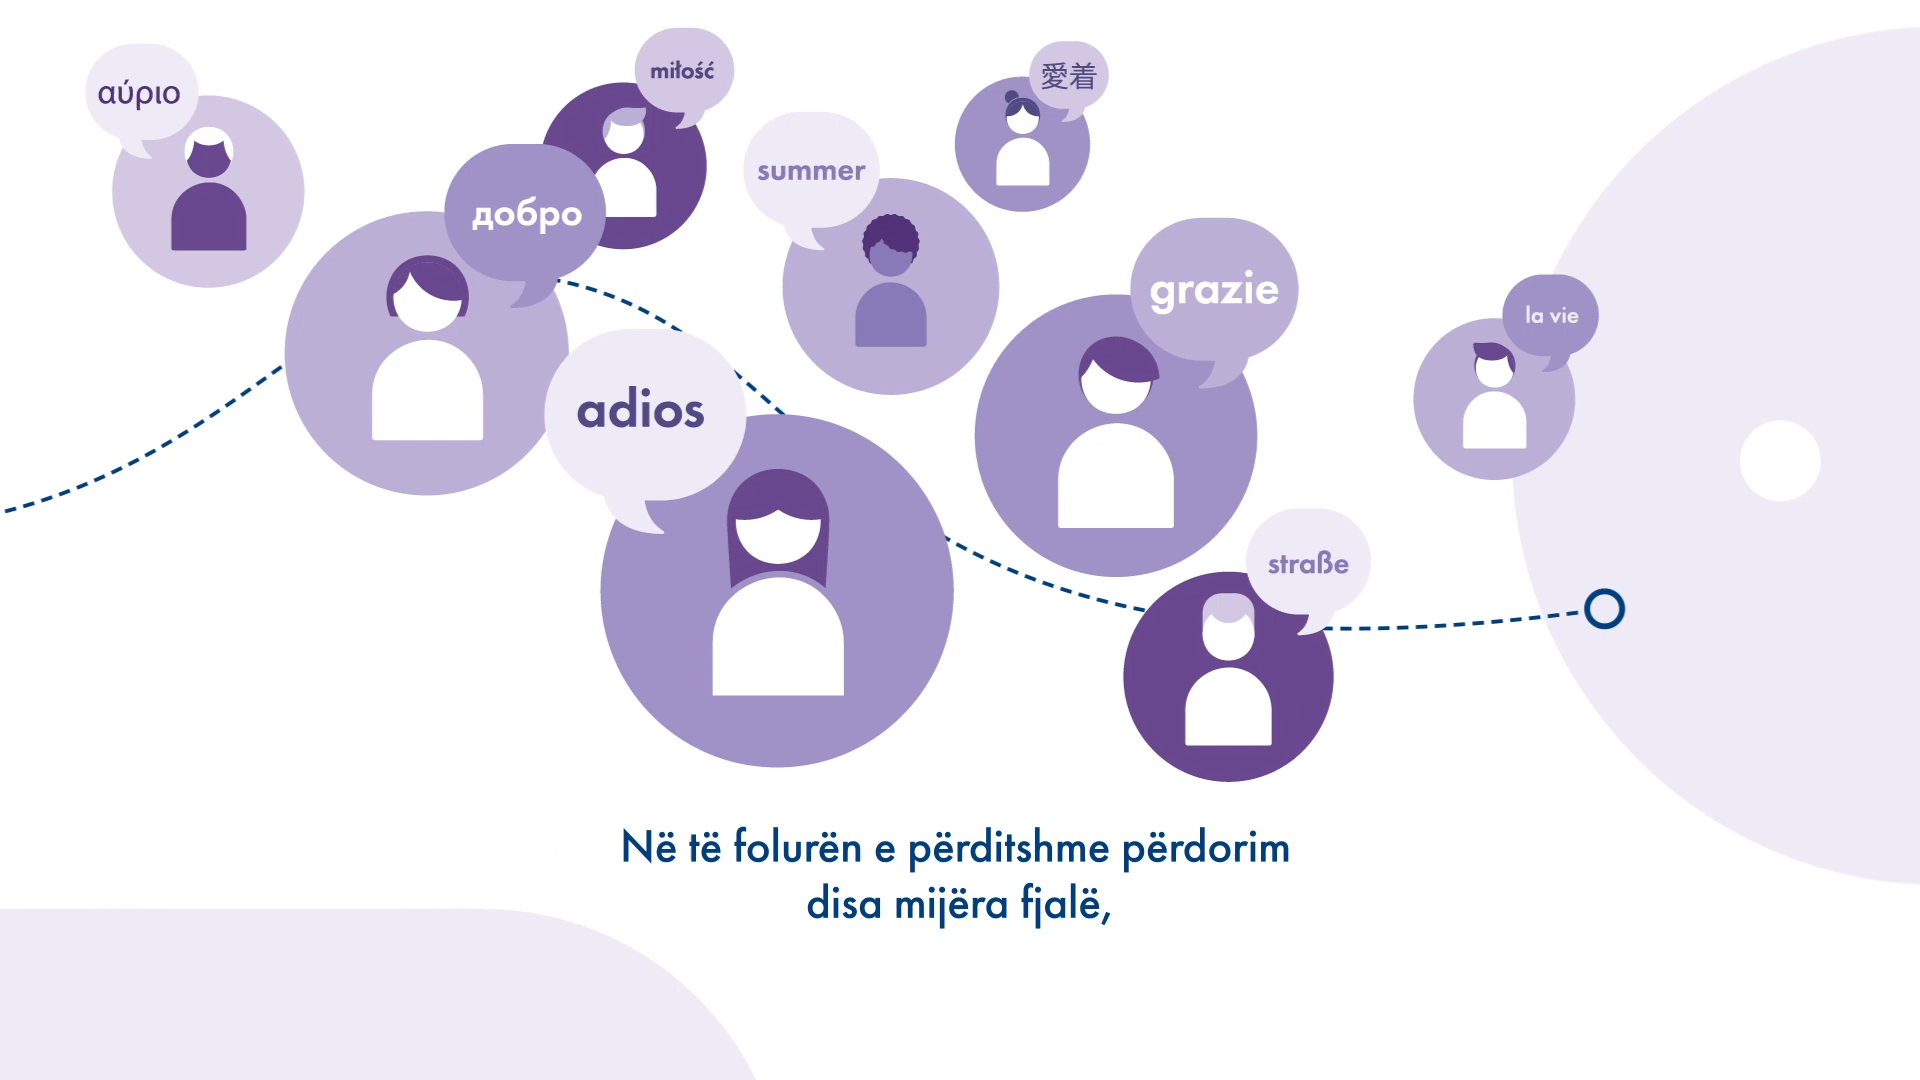 αύριο
miłość
愛着
добро
summer
grazie
la vie
adios
straße
Në të folurën e përditshme përdorim
disa mijëra fjalë,